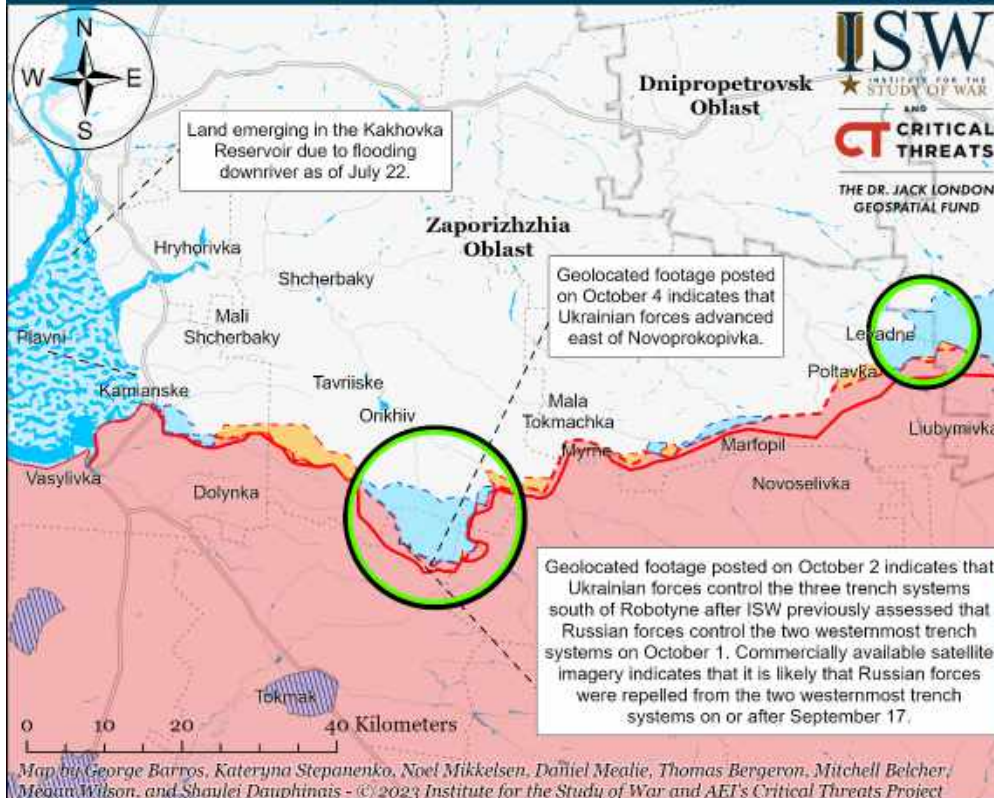 N
W E
S
ISW
INSTITUTE FOR THE
STUDY OF WAR
AND
CT CRITICAL
THREATS
THE DR. JACK LONDON
GEOSPATIAL FUND
Dnipropetrovsk
Oblast
Land emerging in the Kakhovka
Reservoir due to flooding
downriver as of July 22.
Zaporizhzhia
Oblast
Hryhorivka
Shcherbaky
Geolocated footage posted
on October 4 indicates that
Ukrainian forces advanced
east of Novoprokopivka.
Mali
Shcherbaky
Plavni
Levadne
Poltavka
Kamianske
Tavriiske
Orikhiv
Mala
Tokmachka
Myrne
Marfopil
Liubymivka
Vasylivka
Dolynka
Novoselivka
Geolocated footage posted on October 2 indicates that
Ukrainian forces control the three trench systems
south of Robotyne after ISW previously assessed that
Russian forces control the two westernmost trench
systems on October 1. Commercially available satellite
imagery indicates that it is likely that Russian forces
were repelled from the two westernmost trench
systems on or after September 17.
Tokmak
0 10 20 40 Kilometers
Map by George Barros, Kateryna Stepanenko, Noel Mikkelsen, Daniel Mealie, Thomas Bergeron, Mitchell Belcher,
Megan Wilson, and Shaylei Dauphinais - © 2023 Institute for the Study of War and AEI's Critical Threats Project